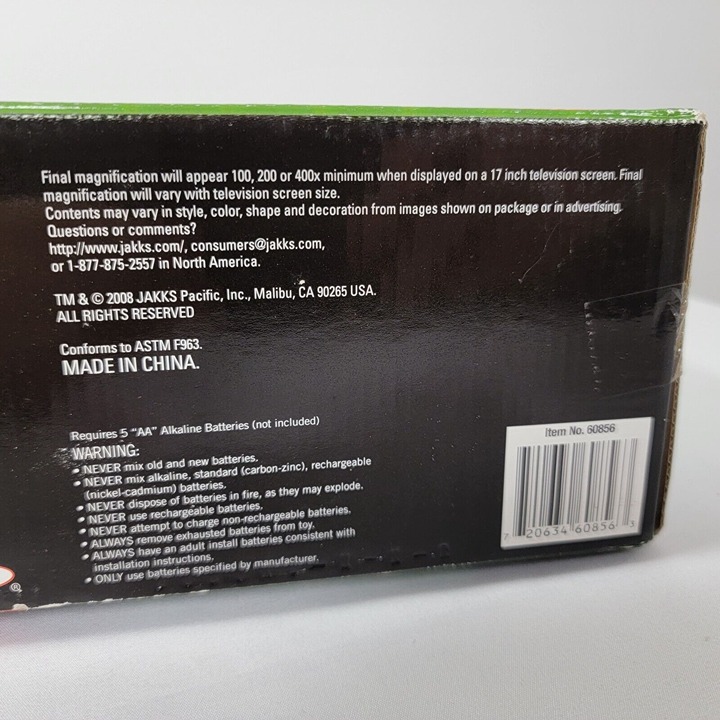 Final magnification will appear 100, 200 or 400x minimum when displayed on a 17 inch television screen. Final
magnification will vary with television screen size.
Contents may vary in style, color, shape and decoration from images shown on package or in advertising.
Questions or comments?
http://www.jakks.com/, consumers@jakks.com,
or 1-877-875-2557 in North America.
TM & © 2008 JAKKS Pacific, Inc., Malibu, CA 90265 USA.
ALL RIGHTS RESERVED
Conforms to ASTM F963.
MADE IN CHINA.
Requires 5 "AA" Alkaline Batteries (not included)
WARNING:
• NEVER mix old and new batteries.
• NEVER mix alkaline, standard (carbon-zinc), rechargeable
(nickel-cadmium) batteries.
• NEVER dispose of batteries in fire, as they may explode.
• NEVER use rechargeable batteries.
• NEVER attempt to charge non-rechargeable batteries.
• ALWAYS remove exhausted batteries from toy.
• ALWAYS have an adult install batteries consistent with
installation instructions.
• ONLY use batteries specified by manufacturer.
®
Item No. 60856
7 20634 60856 3